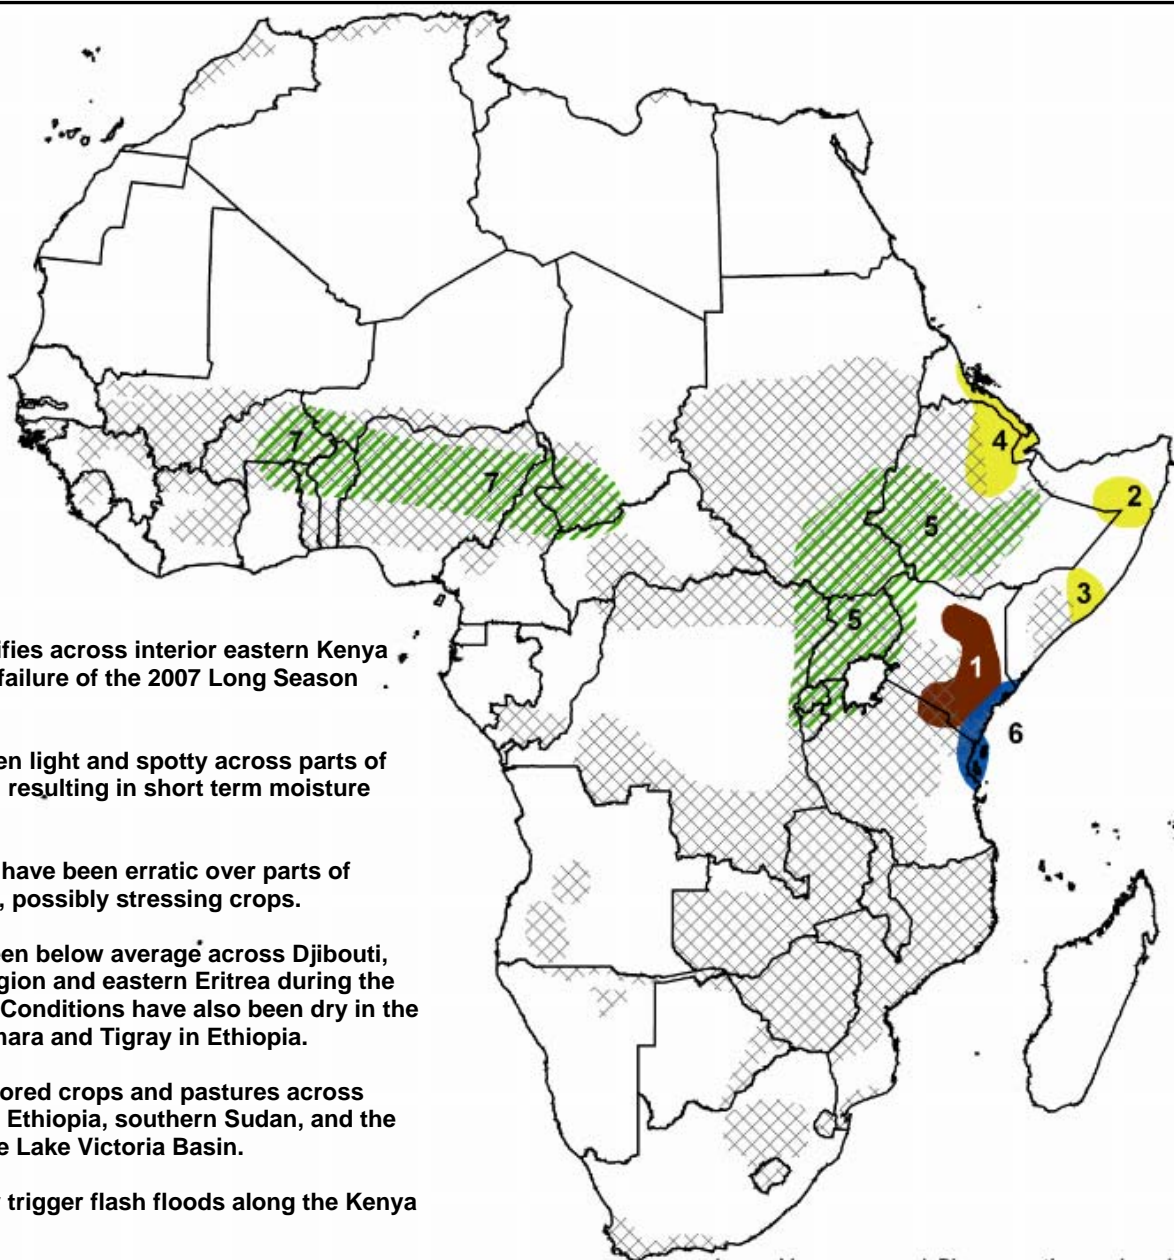 7
7
4
2
5
3
5
1
6
ifies across interior eastern Kenya
failure of the 2007 Long Season
en light and spotty across parts of
resulting in short term moisture
have been erratic over parts of
, possibly stressing crops.
en below average across Djibouti,
gion and eastern Eritrea during the
Conditions have also been dry in the
hara and Tigray in Ethiopia.
ored crops and pastures across
Ethiopia, southern Sudan, and the
e Lake Victoria Basin.
trigger flash floods along the Kenya